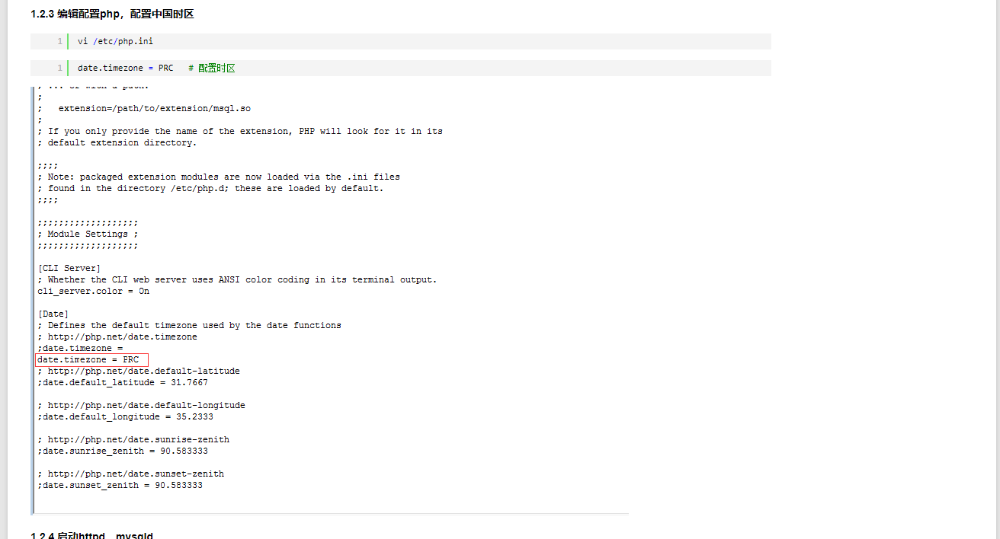 1.2.3 编辑配置php，配置中国时区
1 vi /etc/php.ini
1 date.timezone = PRC # 配置时区
; ... or with a path:
;
; extension=/path/to/extension/msql.so
;
; If you only provide the name of the extension, PHP will look for it in its
; default extension directory.
;;;;
; Note: packaged extension modules are now loaded via the .ini files
; found in the directory /etc/php.d; these are loaded by default.
;;;;
;;;;;;;;;;;;;;;;;;;
; Module Settings ;
;;;;;;;;;;;;;;;;;;;
[CLI Server]
; Whether the CLI web server uses ANSI color coding in its terminal output.
cli_server.color = On
[Date]
; Defines the default timezone used by the date functions
; http://php.net/date.timezone
;date.timezone =
date.timezone = PRC
; http://php.net/date.default-latitude
;date.default_latitude = 31.7667
; http://php.net/date.default-longitude
;date.default_longitude = 35.2333
; http://php.net/date.sunrise-zenith
;date.sunrise_zenith = 90.583333
; http://php.net/date.sunset-zenith
;date.sunset_zenith = 90.583333
1.2.4 启动httpd、mysqld